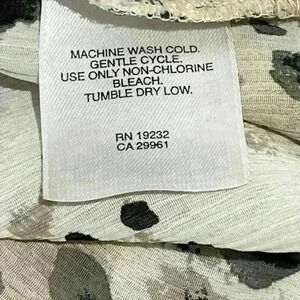 MACHINE WASH COLD.
GENTLE CYCLE.
USE ONLY NON-CHLORINE
BLEACH.
TUMBLE DRY LOW.
RN 19232
CA 29961